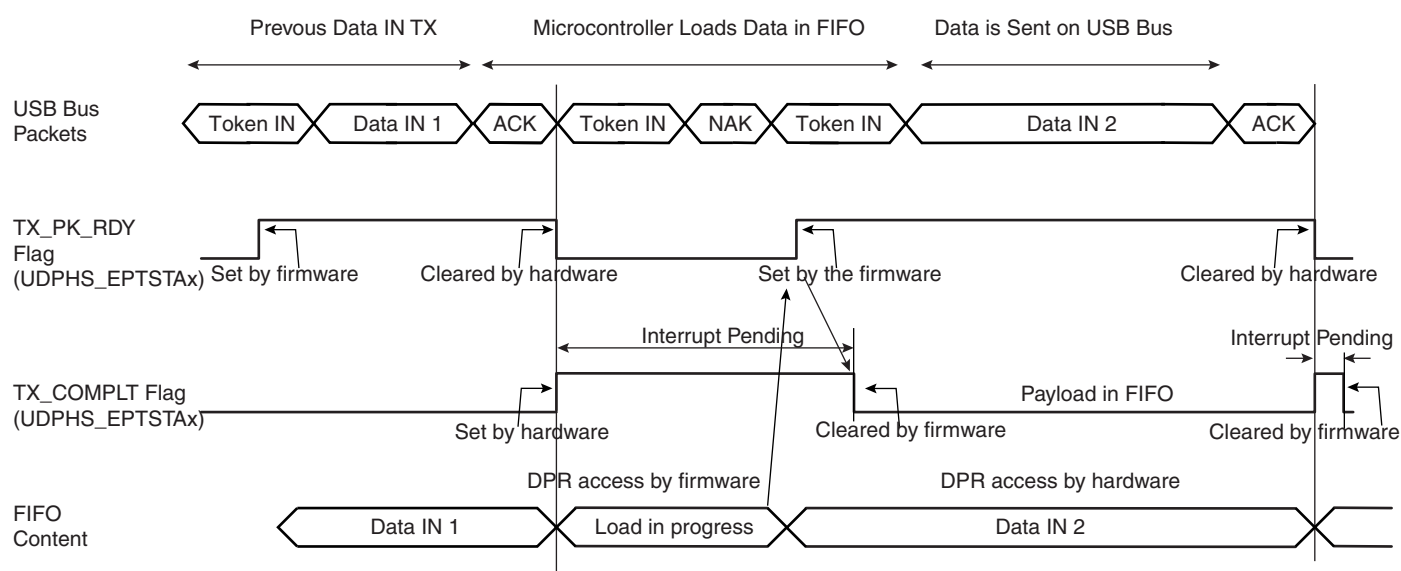 Prevous Data IN TX
Microcontroller Loads Data in FIFO
Data is Sent on USB Bus
USB Bus
Packets
Token IN
Data IN 1
ACK
Token IN
NAK
Token IN
Data IN 2
ACK
TX_PK_RDY
Flag
(UDPHS_EPTSTAx)
Set by firmware
Cleared by hardware
Set by the firmware
Cleared by hardware
Interrupt Pending
Interrupt Pending
TX_COMPLT Flag
(UDPHS_EPTSTAx)
Payload in FIFO
Set by hardware
Cleared by firmware
Cleared by firmware
DPR access by firmware
DPR access by hardware
FIFO
Content
Data IN 1
Load in progress
Data IN 2